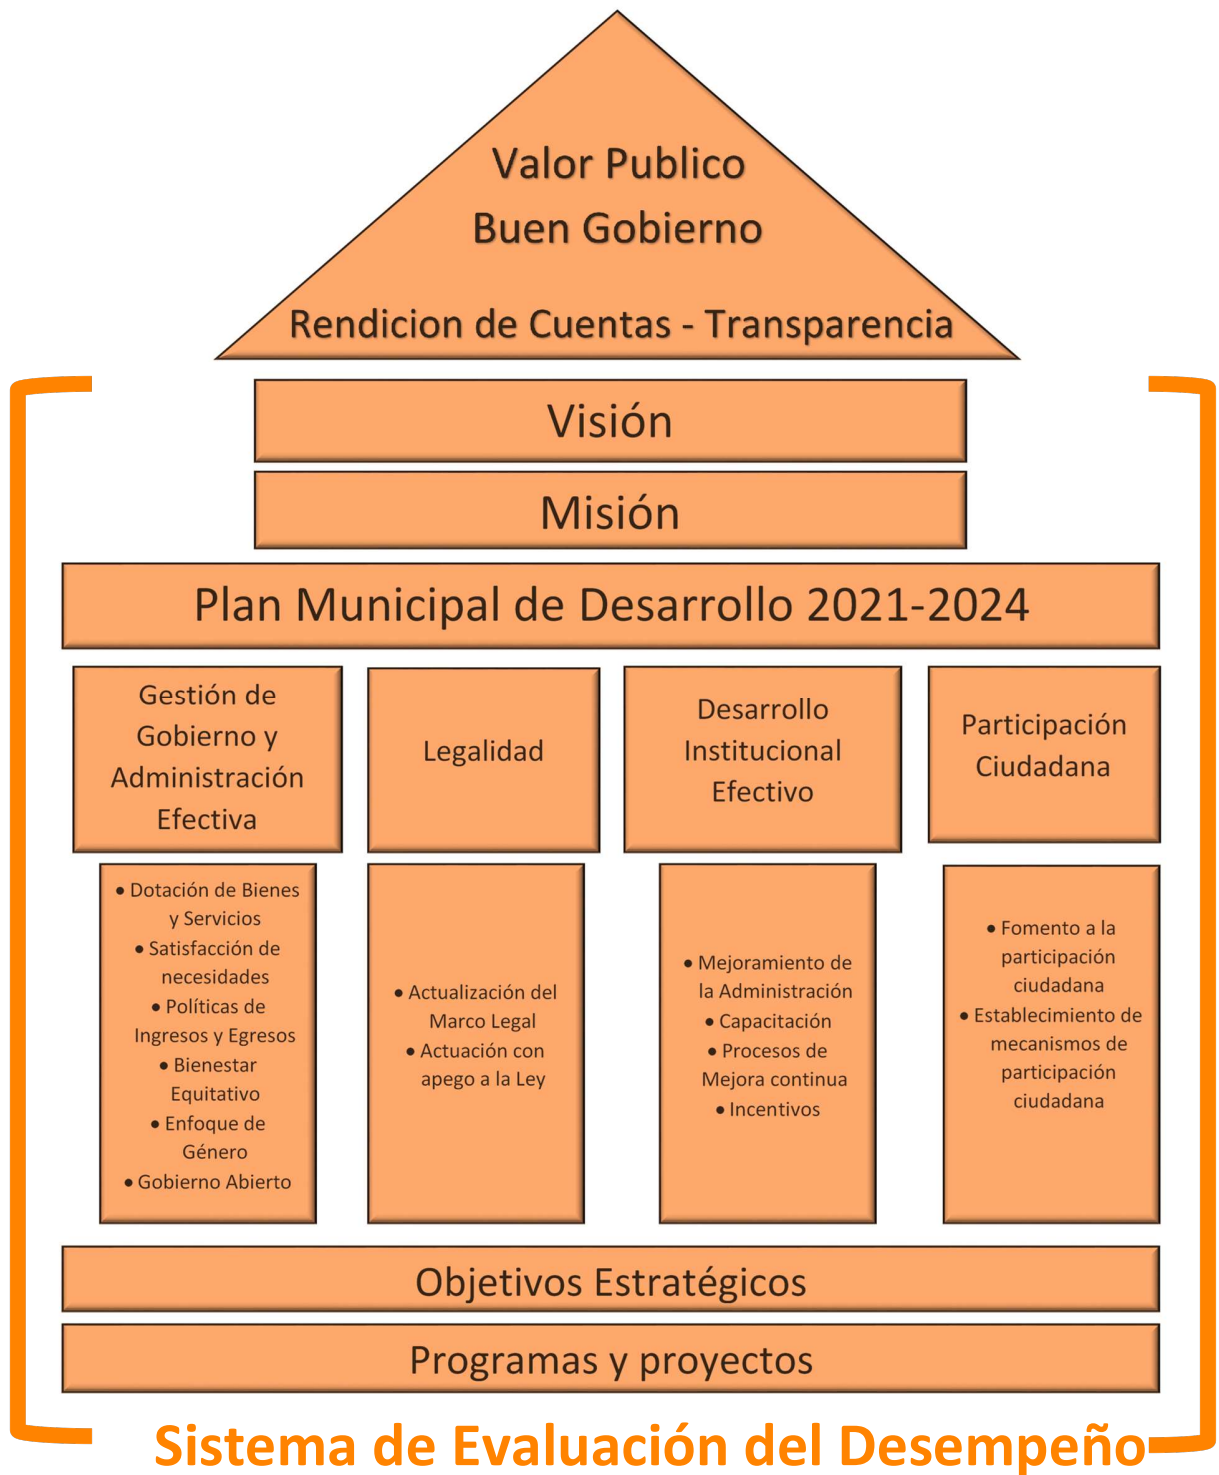 Valor Publico
Buen Gobierno
Rendicion de Cuentas - Transparencia
Visión
Misión
Plan Municipal de Desarrollo 2021-2024
Gestión de
Gobierno y
Administración
Efectiva
Legalidad
Desarrollo
Institucional
Efectivo
Participación
Ciudadana
• Dotación de Bienes
y Servicios
• Satisfacción de
necesidades
• Políticas de
Ingresos y Egresos
• Bienestar
Equitativo
• Enfoque de
Género
• Gobierno Abierto
• Actualización del
Marco Legal
• Actuación con
apego a la Ley
• Mejoramiento de
la Administración
• Capacitación
• Procesos de
Mejora continua
• Incentivos
• Fomento a la
participación
ciudadana
• Establecimiento de
mecanismos de
participación
ciudadana
Objetivos Estratégicos
Programas y proyectos
Sistema de Evaluación del Desempeño